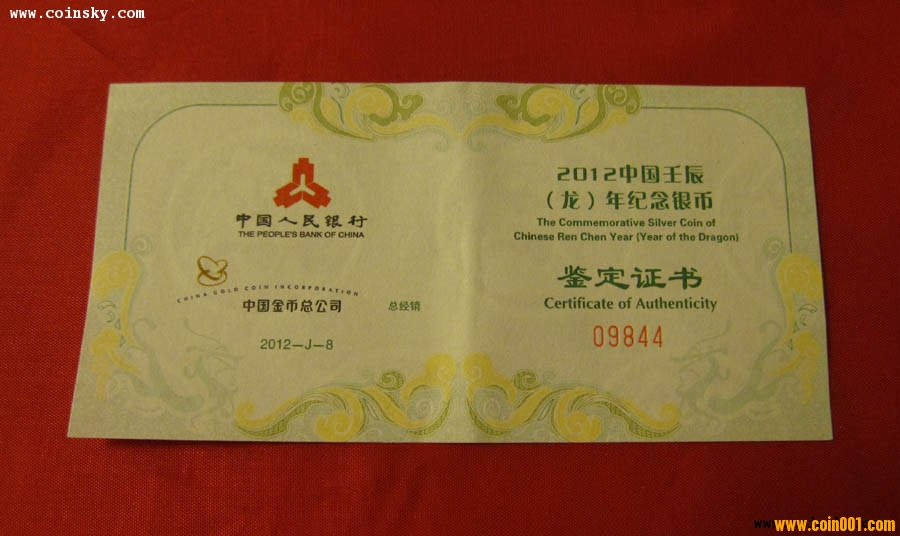 www.coinsky.com
中国人民银行
THE PEOPLE'S BANK OF CHINA
CHINA GOLD COIN INCORPORATION
中国金币总公司 总经销
2012-J-8
2012中国壬辰
（龙）年纪念银币
The Commemorative Silver Coin of
Chinese Ren Chen Year (Year of the Dragon)
鉴定证书
Certificate of Authenticity
09844
www.coin001.com